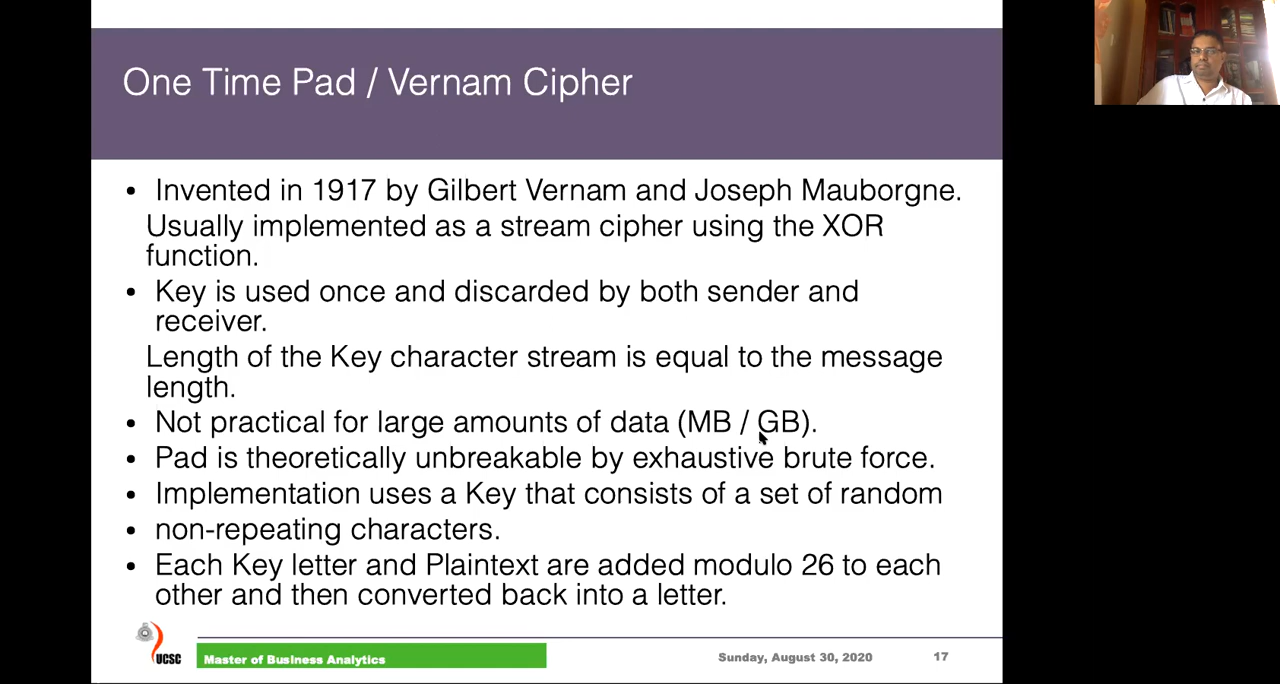 One Time Pad / Vernam Cipher
• Invented in 1917 by Gilbert Vernam and Joseph Mauborgne.
Usually implemented as a stream cipher using the XOR
function.
• Key is used once and discarded by both sender and
receiver.
Length of the Key character stream is equal to the message
length.
• Not practical for large amounts of data (MB / GB).
• Pad is theoretically unbreakable by exhaustive brute force.
• Implementation uses a Key that consists of a set of random
• non-repeating characters.
• Each Key letter and Plaintext are added modulo 26 to each
other and then converted back into a letter.
UCSC
Master of Business Analytics
Sunday, August 30, 2020
17